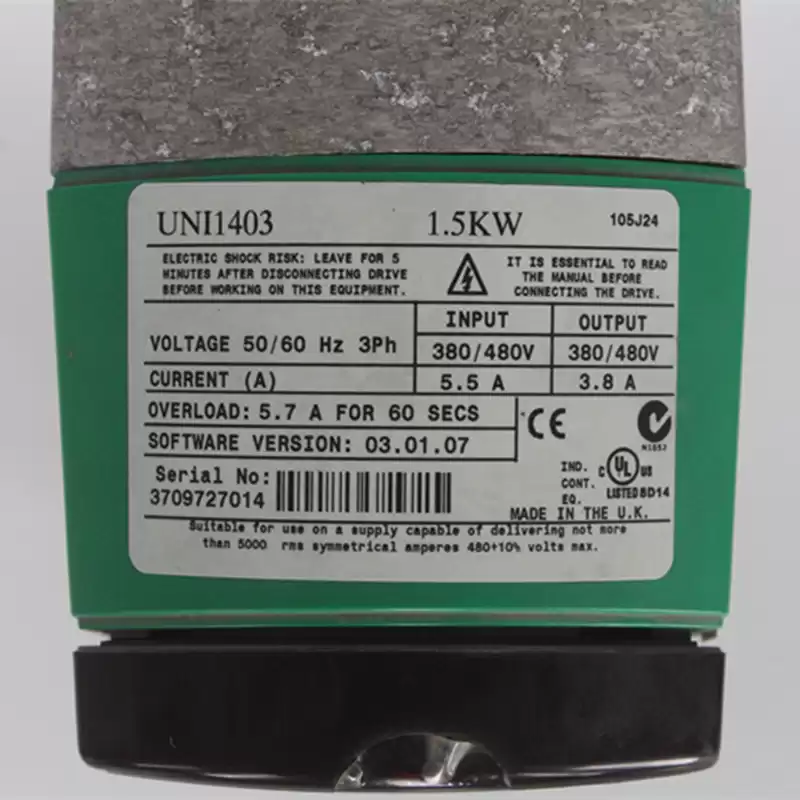 UNI1403 1.5KW 105J24
ELECTRIC SHOCK RISK: LEAVE FOR 5
MINUTES AFTER DISCONNECTING DRIVE
BEFORE WORKING ON THIS EQUIPMENT.
IT IS ESSENTIAL TO READ
THE MANUAL BEFORE
CONNECTING THE DRIVE.
INPUT OUTPUT
VOLTAGE 50/60 Hz 3Ph 380/480V 380/480V
CURRENT (A) 5.5 A 3.8 A
OVERLOAD: 5.7 A FOR 60 SECS
SOFTWARE VERSION: 03.01.07
CE
Serial No:
3709727014
IND.
CONT.
EQ.
C UL US
LISTED 8D14
MADE IN THE U.K.
Suitable for use on a supply capable of delivering not more
than 5000 rms symmetrical amperes 480+10% volts max.